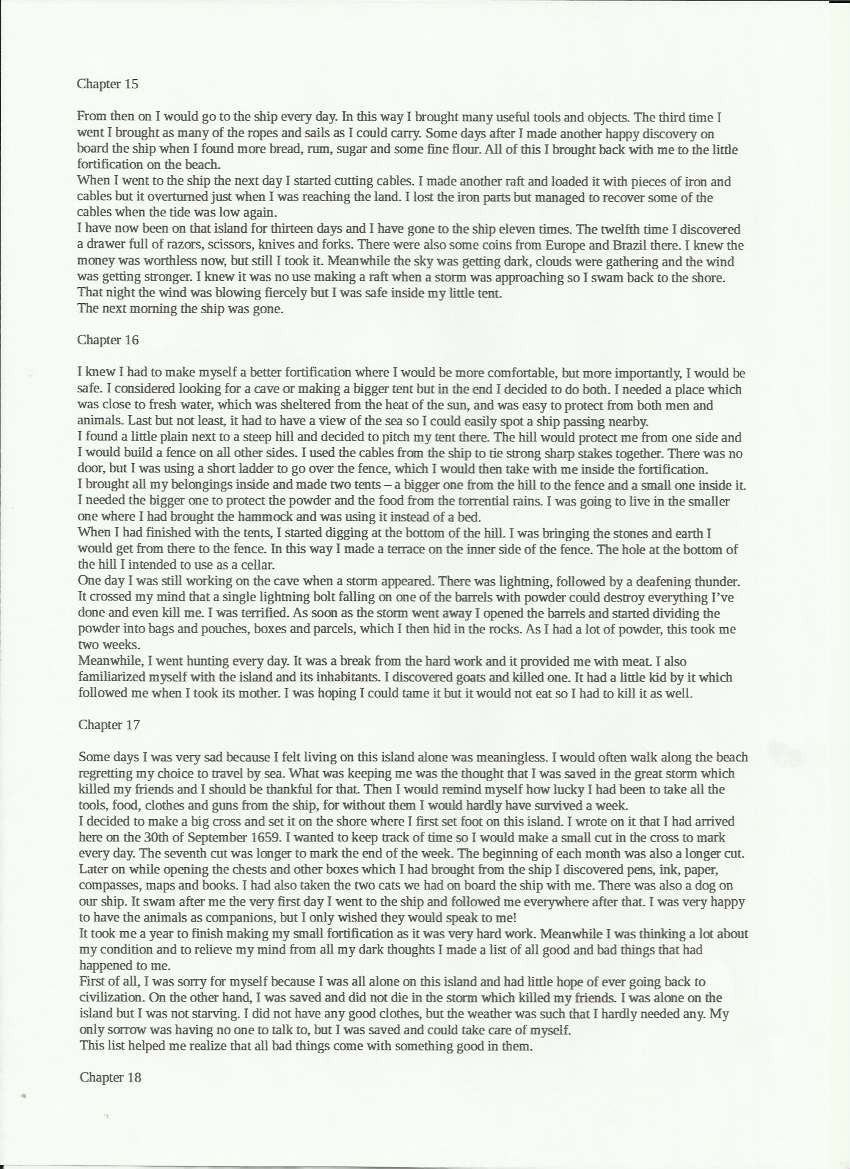 Chapter 15
From then on I would go to the ship every day. In this way I brought many useful tools and objects. The third time I
went I brought as many of the ropes and sails as I could carry. Some days after I made another happy discovery on
board the ship when I found more bread, rum, sugar and some fine flour. All of this I brought back with me to the little
fortification on the beach.
When I went to the ship the next day I started cutting cables. I made another raft and loaded it with pieces of iron and
cables but it overturned just when I was reaching the land. I lost the iron parts but managed to recover some of the
cables when the tide was low again.
I have now been on that island for thirteen days and I have gone to the ship eleven times. The twelfth time I discovered
a drawer full of razors, scissors, knives and forks. There were also some coins from Europe and Brazil there. I knew the
money was worthless now, but still I took it. Meanwhile the sky was getting dark, clouds were gathering and the wind
was getting stronger. I knew it was no use making a raft when a storm was approaching so I swam back to the shore.
That night the wind was blowing fiercely but I was safe inside my little tent.
The next morning the ship was gone.
Chapter 16
I knew I had to make myself a better fortification where I would be more comfortable, but more importantly, I would be
safe. I considered looking for a cave or making a bigger tent but in the end I decided to do both. I needed a place which
was close to fresh water, which was sheltered from the heat of the sun, and was easy to protect from both men and
animals. Last but not least, it had to have a view of the sea so I could easily spot a ship passing nearby.
I found a little plain next to a steep hill and decided to pitch my tent there. The hill would protect me from one side and
I would build a fence on all other sides. I used the cables from the ship to tie strong sharp stakes together. There was no
door, but I was using a short ladder to go over the fence, which I would then take with me inside the fortification.
I brought all my belongings inside and made two tents – a bigger one from the hill to the fence and a small one inside it.
I needed the bigger one to protect the powder and the food from the torrential rains. I was going to live in the smaller
one where I had brought the hammock and was using it instead of a bed.
When I had finished with the tents, I started digging at the bottom of the hill. I was bringing the stones and earth I
would get from there to the fence. In this way I made a terrace on the inner side of the fence. The hole at the bottom of
the hill I intended to use as a cellar.
One day I was still working on the cave when a storm appeared. There was lightning, followed by a deafening thunder.
It crossed my mind that a single lightning bolt falling on one of the barrels with powder could destroy everything I've
done and even kill me. I was terrified. As soon as the storm went away I opened the barrels and started dividing the
powder into bags and pouches, boxes and parcels, which I then hid in the rocks. As I had a lot of powder, this took me
two weeks.
Meanwhile, I went hunting every day. It was a break from the hard work and it provided me with meat. I also
familiarized myself with the island and its inhabitants. I discovered goats and killed one. It had a little kid by it which
followed me when I took its mother. I was hoping I could tame it but it would not eat so I had to kill it as well.
Chapter 17
Some days I was very sad because I felt living on this island alone was meaningless. I would often walk along the beach
regretting my choice to travel by sea. What was keeping me was the thought that I was saved in the great storm which
killed my friends and I should be thankful for that. Then I would remind myself how lucky I had been to take all the
tools, food, clothes and guns from the ship, for without them I would hardly have survived a week.
I decided to make a big cross and set it on the shore where I first set foot on this island. I wrote on it that I had arrived
here on the 30th of September 1659. I wanted to keep track of time so I would make a small cut in the cross to mark
every day. The seventh cut was longer to mark the end of the week. The beginning of each month was also a longer cut.
Later on while opening the chests and other boxes which I had brought from the ship I discovered pens, ink, paper,
compasses, maps and books. I had also taken the two cats we had on board the ship with me. There was also a dog on
our ship. It swam after me the very first day I went to the ship and followed me everywhere after that. I was very happy
to have the animals as companions, but I only wished they would speak to me!
It took me a year to finish making my small fortification as it was very hard work. Meanwhile I was thinking a lot about
my condition and to relieve my mind from all my dark thoughts I made a list of all good and bad things that had
happened to me.
First of all, I was sorry for myself because I was all alone on this island and had little hope of ever going back to
civilization. On the other hand, I was saved and did not die in the storm which killed my friends. I was alone on the
island but I was not starving. I did not have any good clothes, but the weather was such that I hardly needed any. My
only sorrow was having no one to talk to, but I was saved and could take care of myself.
This list helped me realize that all bad things come with something good in them.
Chapter 18